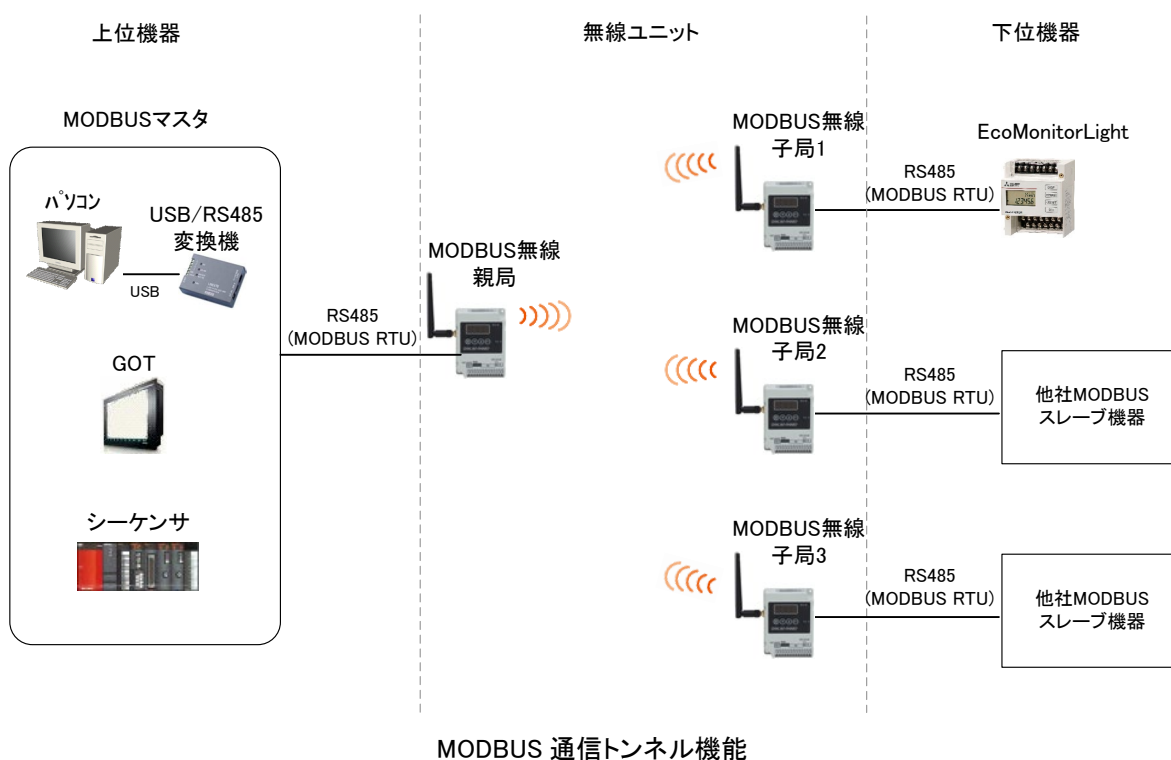 上位機器
無線ユニット
下位機器
MODBUSマスタ
パソコン
USB/RS485
変換機
USB
GOT
シーケンサ
RS485
(MODBUS RTU)
MODBUS無線
親局
MODBUS無線
子局1
RS485
(MODBUS RTU)
EcoMonitorLight
MODBUS無線
子局2
RS485
(MODBUS RTU)
他社MODBUS
スレーブ機器
MODBUS無線
子局3
RS485
(MODBUS RTU)
他社MODBUS
スレーブ機器
MODBUS 通信トンネル機能